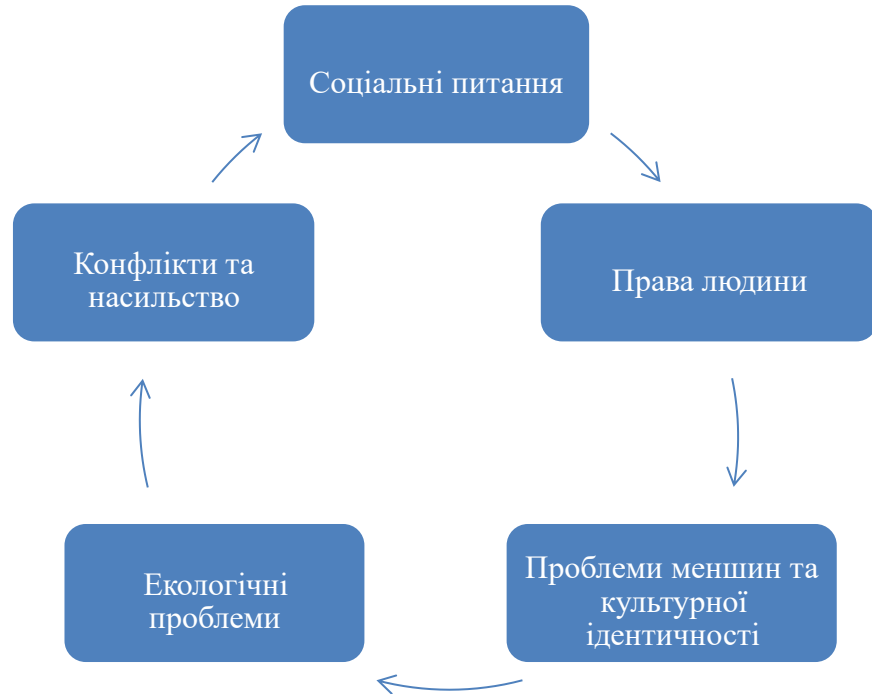 Соціальні питання
Права людини
Проблеми меншин та
культурної
ідентичності
Екологічні
проблеми
Конфлікти та
насильство